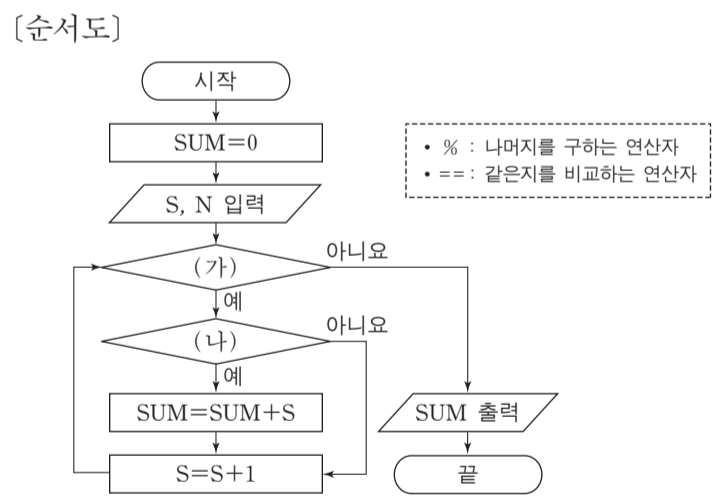 [순서도]
시작
SUM=0
• % : 나머지를 구하는 연산자
• == : 같은지를 비교하는 연산자
S, N 입력
(가)
아니요
예
(나)
아니요
예
SUM=SUM+S
SUM 출력
S=S+1
끝